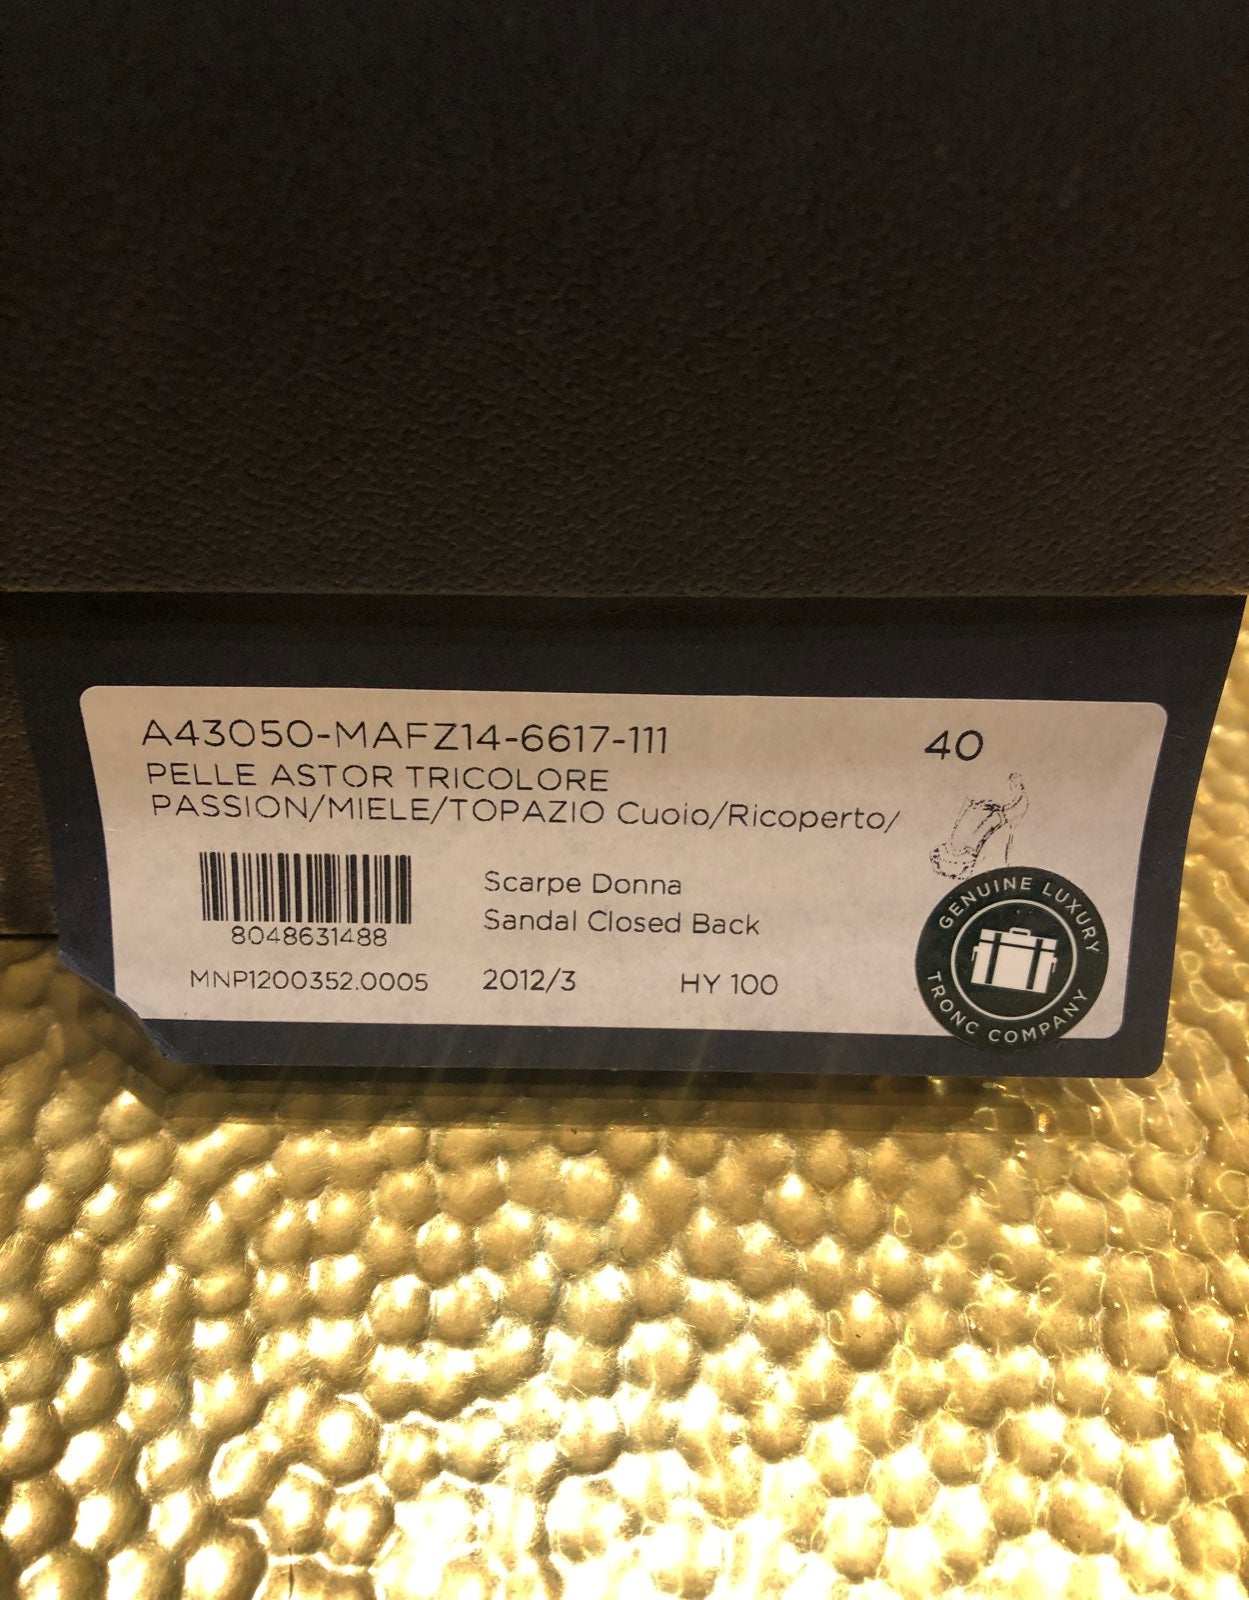 A43050-MAFZ14-6617-111
40
PELLE ASTOR TRICOLORE
PASSION/MIELE/TOPAZIO Cuoio/Ricoperto/
8048631488
Scarpe Donna
Sandal Closed Back
MNP1200352.0005
2012/3
HY 100
GENUINE LUXURY
TRONC COMPANY